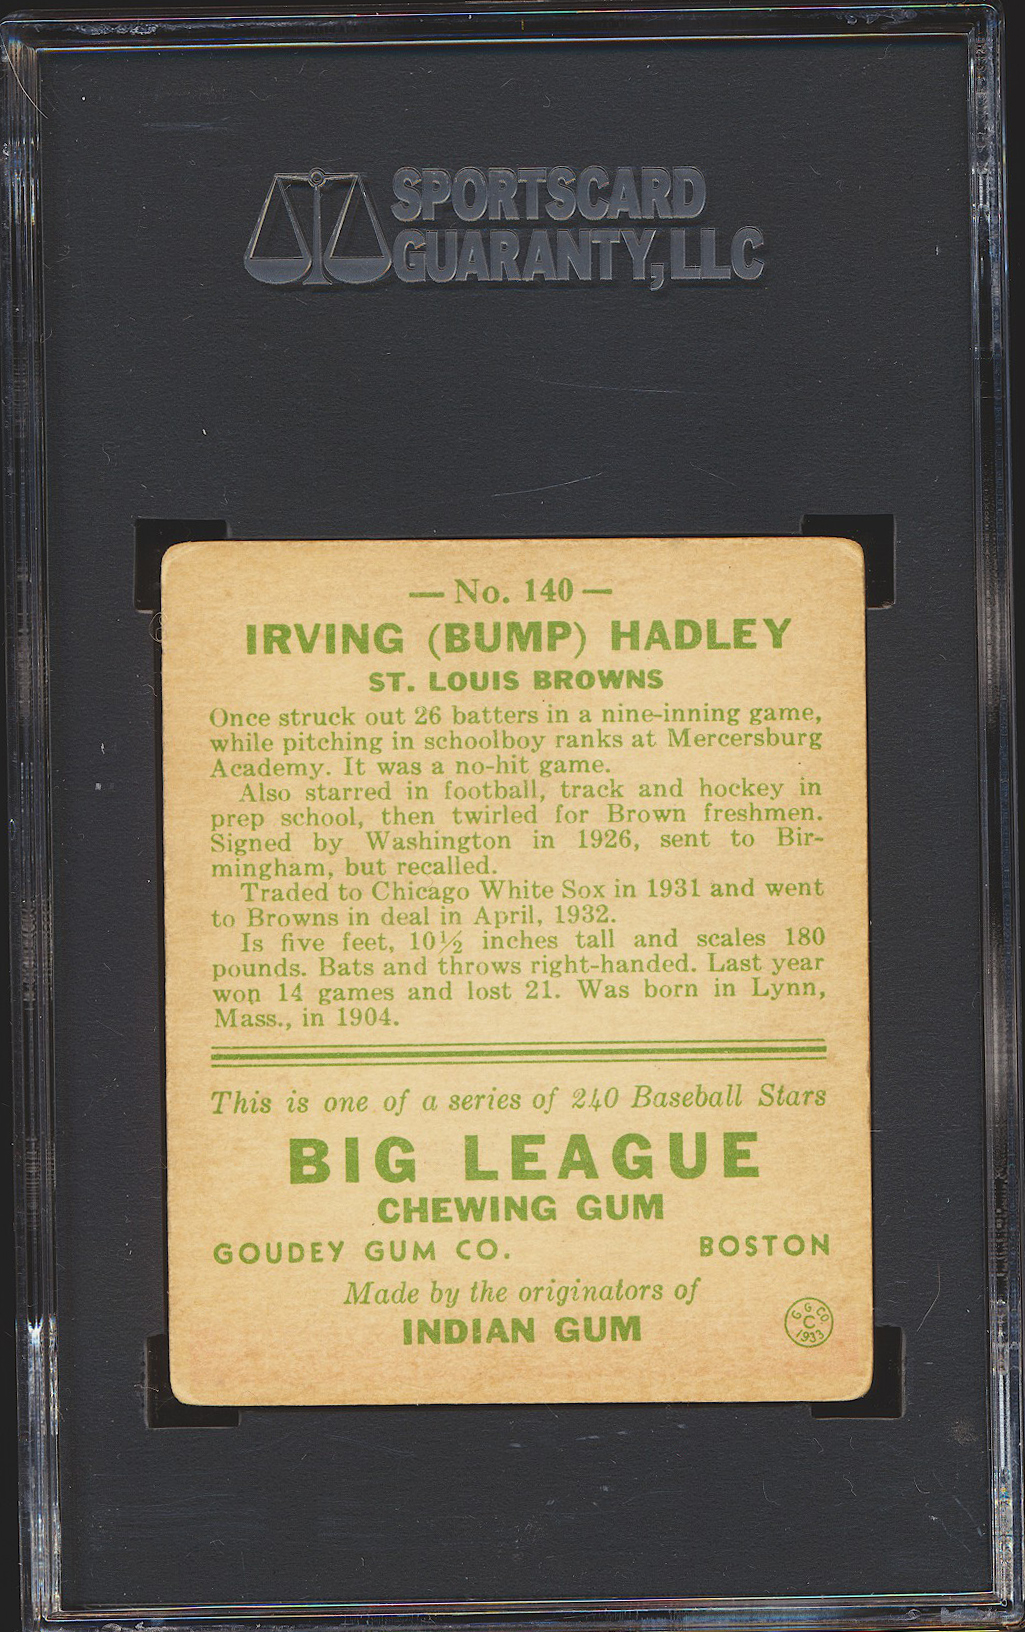 SPORTSCARD
GUARANTY, LLC
— No. 140 —
IRVING (BUMP) HADLEY
ST. LOUIS BROWNS
Once struck out 26 batters in a nine-inning game,
while pitching in schoolboy ranks at Mercersburg
Academy. It was a no-hit game.
Also starred in football, track and hockey in
prep school, then twirled for Brown freshmen.
Signed by Washington in 1926, sent to Bir-
mingham, but recalled.
Traded to Chicago White Sox in 1931 and went
to Browns in deal in April, 1932.
Is five feet, 10½ inches tall and scales 180
pounds. Bats and throws right-handed. Last year
won 14 games and lost 21. Was born in Lynn,
Mass., in 1904.
This is one of a series of 240 Baseball Stars
BIG LEAGUE
CHEWING GUM
GOUDEY GUM CO. BOSTON
Made by the originators of
INDIAN GUM
G G CO.
C
1933